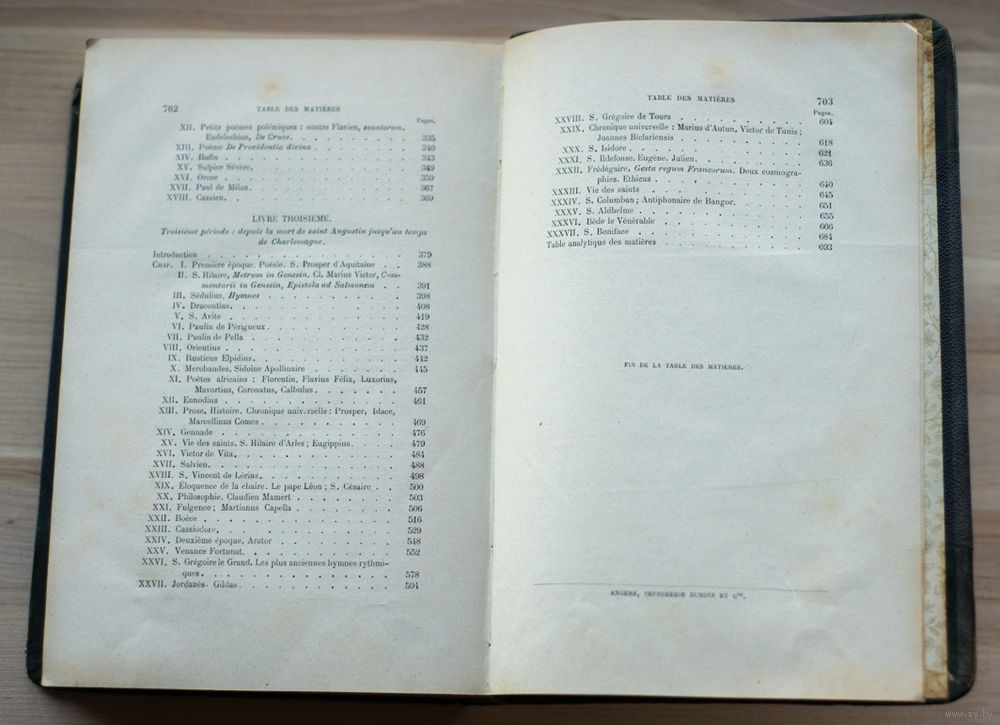 702 TABLE DES MATIÈRES
Pages.
XII. Petits poèmes polémiques : contre Flavien, senatorem.
Endelechius, De Cruce. . . . . . . . . 335
XIII. Poème De Providentia divina . . . . . . . . 340
XIV. Rufin . . . . . . . . . . . . 343
XV. Sulpice Sévère. . . . . . . . . . . 349
XVI. Orose . . . . . . . . . . . . 359
XVII. Paul de Milan. . . . . . . . . . . 367
XVIII. Cassien. . . . . . . . . . . . 369
LIVRE TROISIÈME.
Troisième période : depuis la mort de saint Augustin jusqu'au temps
de Charlemagne.
Introduction . . . . . . . . . . . . 379
CHAP. I. Première époque. Poésie. S. Prosper d'Aquitaine . . 388
II. S. Hilaire, Metrum in Genesin. Cl. Marius Victor, Com-
mentarii in Genesin, Epistola ad Salmonem . . 391
III. Sédulius, Hymnes . . . . . . . . . 398
IV. Dracontius. . . . . . . . . . . 408
V. S. Avite . . . . . . . . . . . 419
VI. Paulin de Périgueux. . . . . . . . . 428
VII. Paulin de Pella . . . . . . . . . . 432
VIII. Orientius . . . . . . . . . . . 437
IX. Rusticus Elpidius. . . . . . . . . . 442
X. Merobaudes. Sidoine Apollinaire . . . . . . 445
XI. Poètes africains : Florentin, Flavius Félix, Luxorius,
Mavortius, Coronatus, Calbulus. . . . . . . 457
XII. Ennodius . . . . . . . . . . . 461
XIII. Prose. Histoire. Chronique universelle : Prosper, Idace,
Marcellinus Comes . . . . . . . . . 469
XIV. Gennade . . . . . . . . . . . 476
XV. Vie des saints. S. Hilaire d'Arles ; Eugippius. . . . 479
XVI. Victor de Vita. . . . . . . . . . . 484
XVII. Salvien. . . . . . . . . . . . 488
XVIII. S. Vincent de Lérins. . . . . . . . . 498
XIX. Éloquence de la chaire. Le pape Léon ; S. Césaire . . 500
XX. Philosophie. Claudien Mamert . . . . . . . 503
XXI. Fulgence ; Martianus Capella . . . . . . . 506
XXII. Boèce . . . . . . . . . . . . 516
XXIII. Cassiodore. . . . . . . . . . . 529
XXIV. Deuxième époque. Arator . . . . . . . . 548
XXV. Venance Fortunat. . . . . . . . . . 552
XXVI. S. Grégoire le Grand. Les plus anciennes hymnes rythmi-
ques. . . . . . . . . . . . . 578
XXVII. Jordanès. Gildas . . . . . . . . . . 594
TABLE DES MATIÈRES 703
Pages.
XXVIII. S. Grégoire de Tours . . . . . . . . 604
XXIX. Chronique universelle : Marius d'Autun, Victor de Tunis ;
Joannes Biclariensis . . . . . . . . 618
XXX. S. Isidore . . . . . . . . . . . 621
XXXI. S. Ildefonse. Eugène. Julien. . . . . . . . 636
XXXII. Frédégaire, Gesta regum Francorum. Deux cosmogra-
phies. Ethicus . . . . . . . . . . 640
XXXIII. Vie des saints . . . . . . . . . . 645
XXXIV. S. Columban ; Antiphonaire de Bangor. . . . . 651
XXXV. S. Aldhelme . . . . . . . . . . 655
XXXVI. Bède le Vénérable . . . . . . . . . 666
XXXVII. S. Boniface . . . . . . . . . . 684
Table analytique des matières . . . . . . . . 693
FIN DE LA TABLE DES MATIÈRES.
ANGERS, IMPRIMERIE BURDIN ET Cie.
www.ay.by